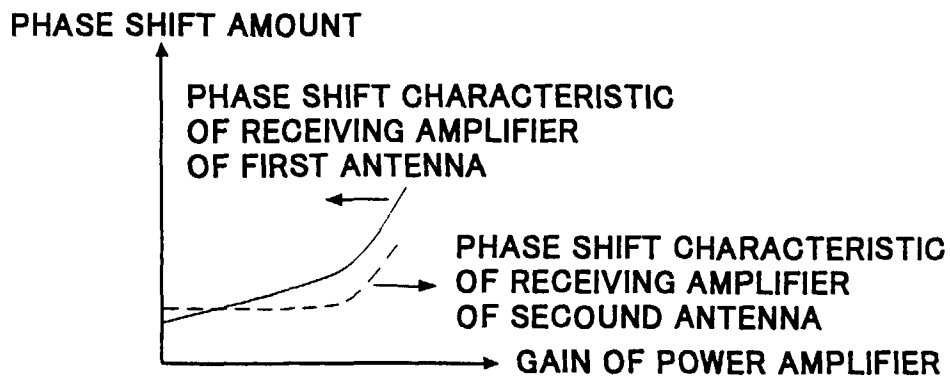 PHASE SHIFT AMOUNT
PHASE SHIFT CHARACTERISTIC
OF RECEIVING AMPLIFIER
OF FIRST ANTENNA
PHASE SHIFT CHARACTERISTIC
OF RECEIVING AMPLIFIER
OF SECOUND ANTENNA
GAIN OF POWER AMPLIFIER